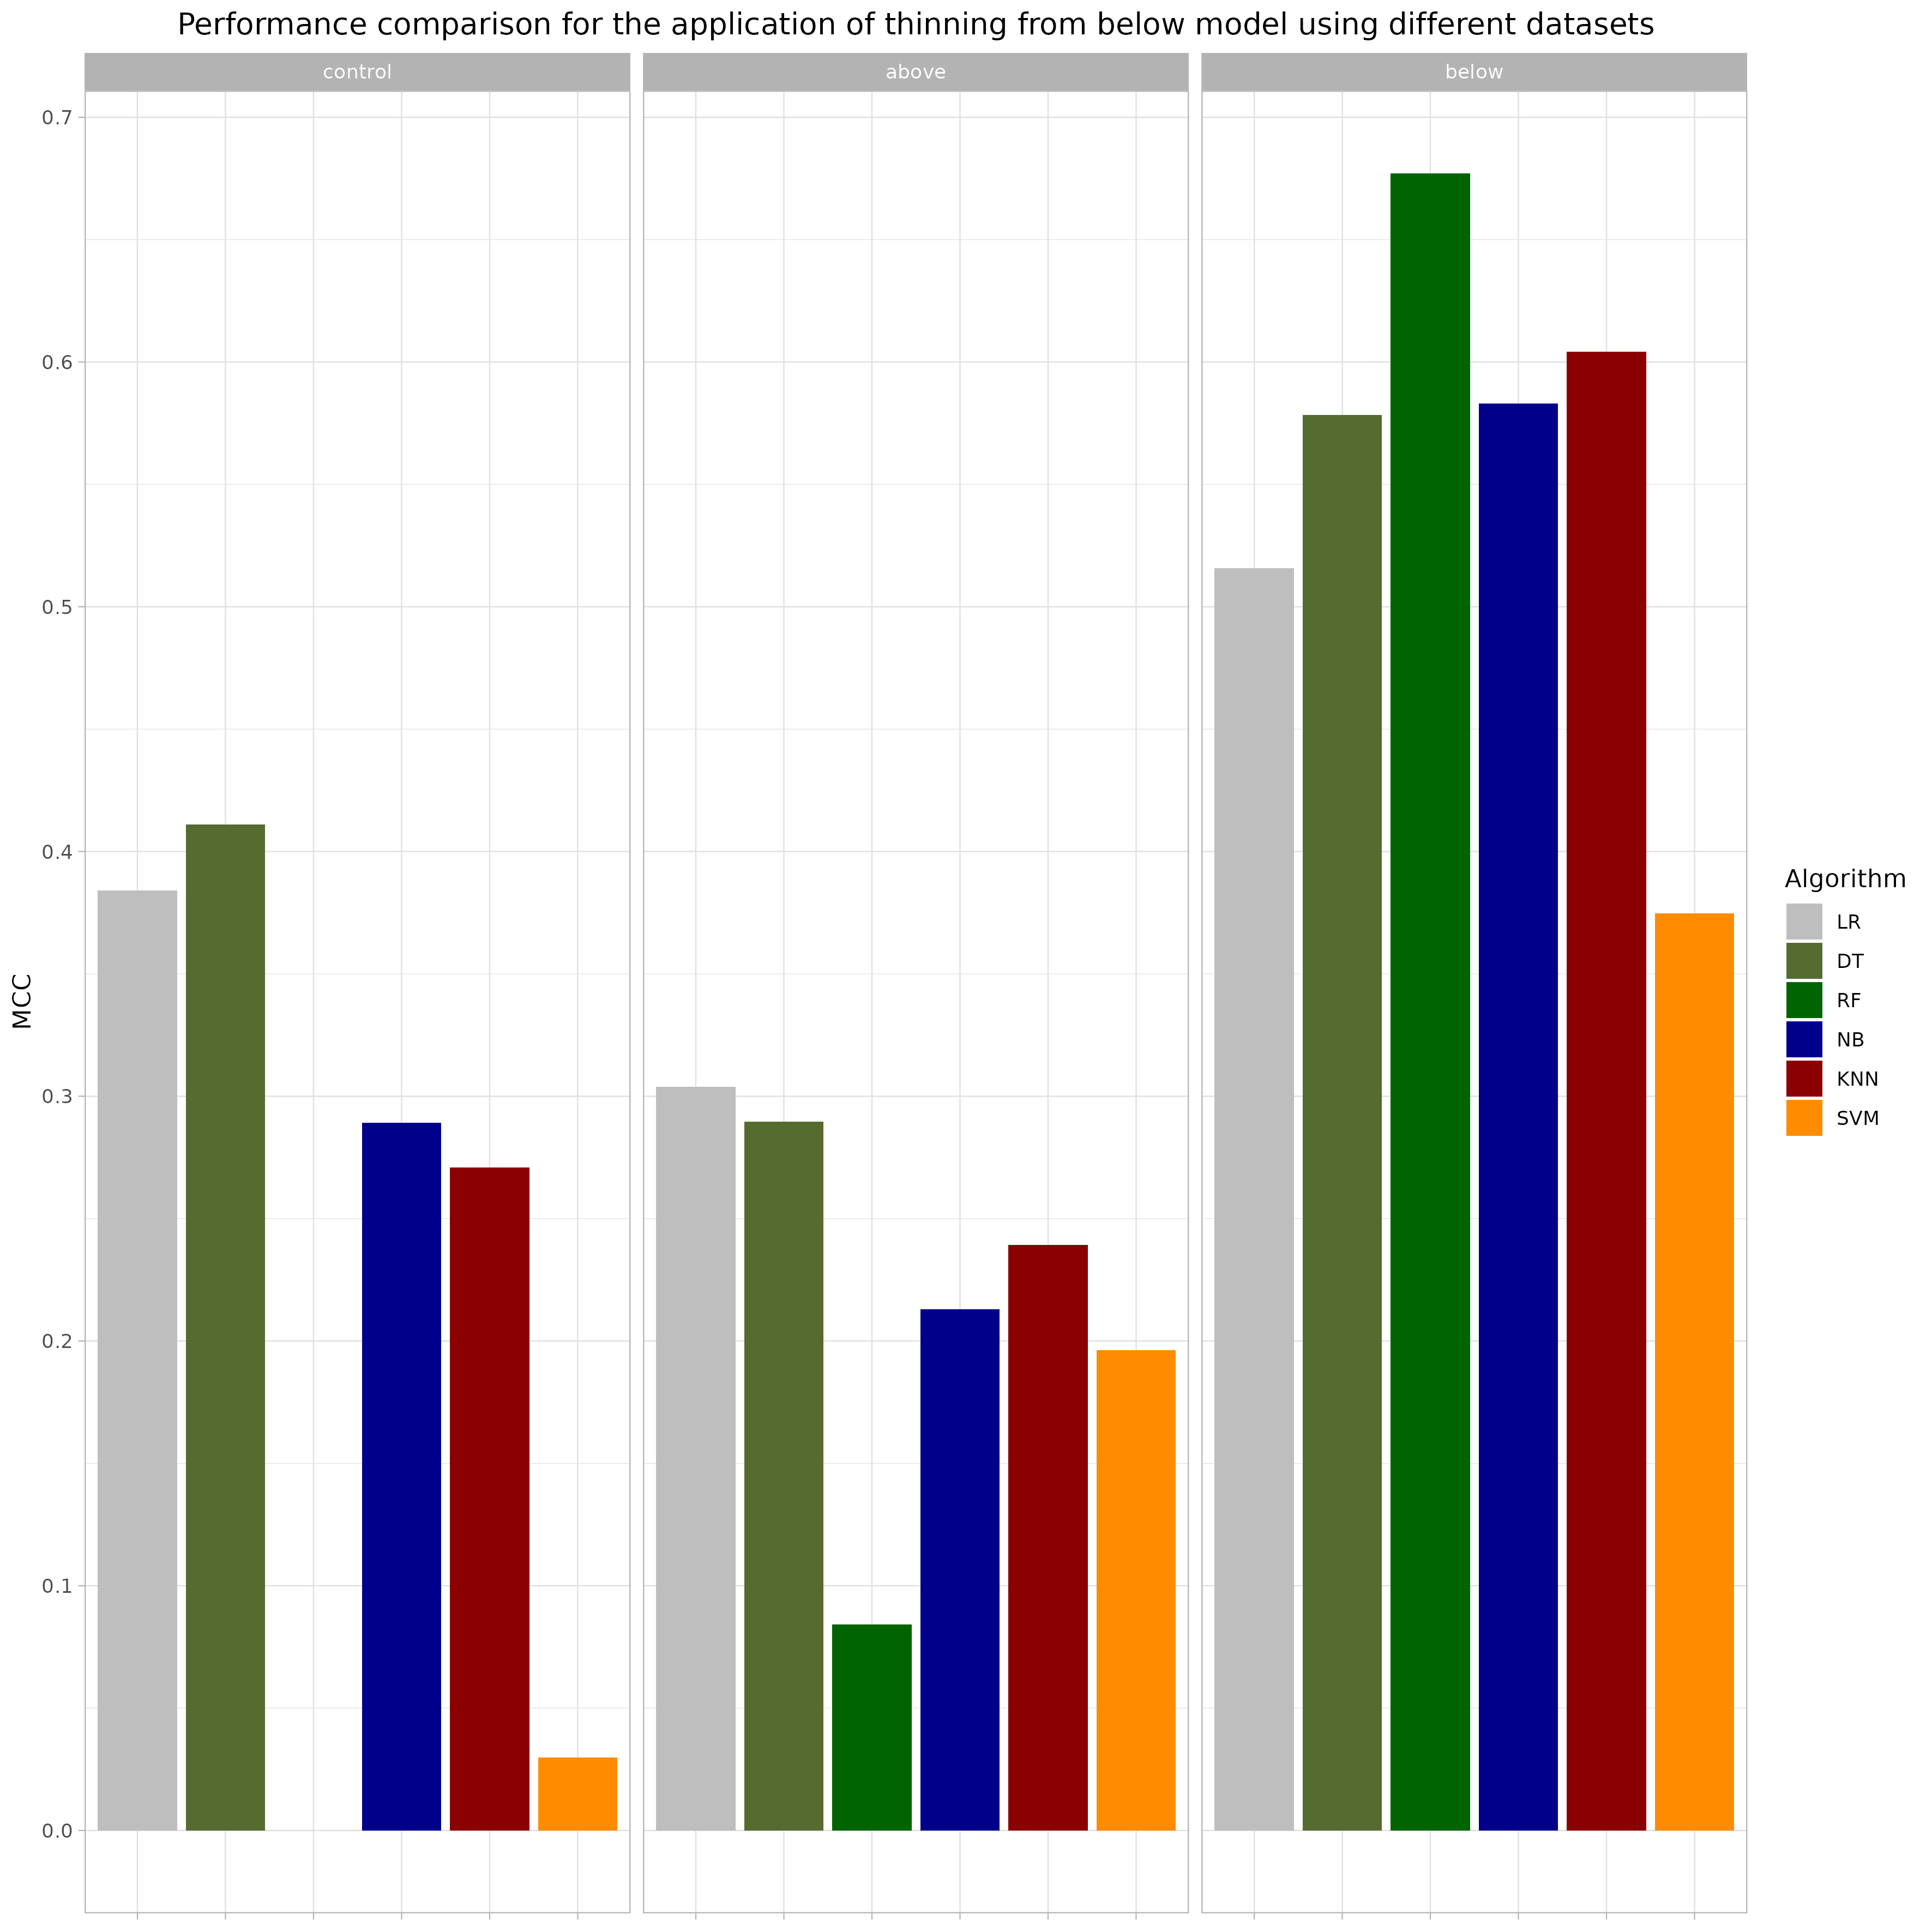 Performance comparison for the application of thinning from below model using different datasets
control
above
below
0.7
0.6
0.5
0.4
0.3
0.2
0.1
0.0
MCC
Algorithm
LR
DT
RF
NB
KNN
SVM